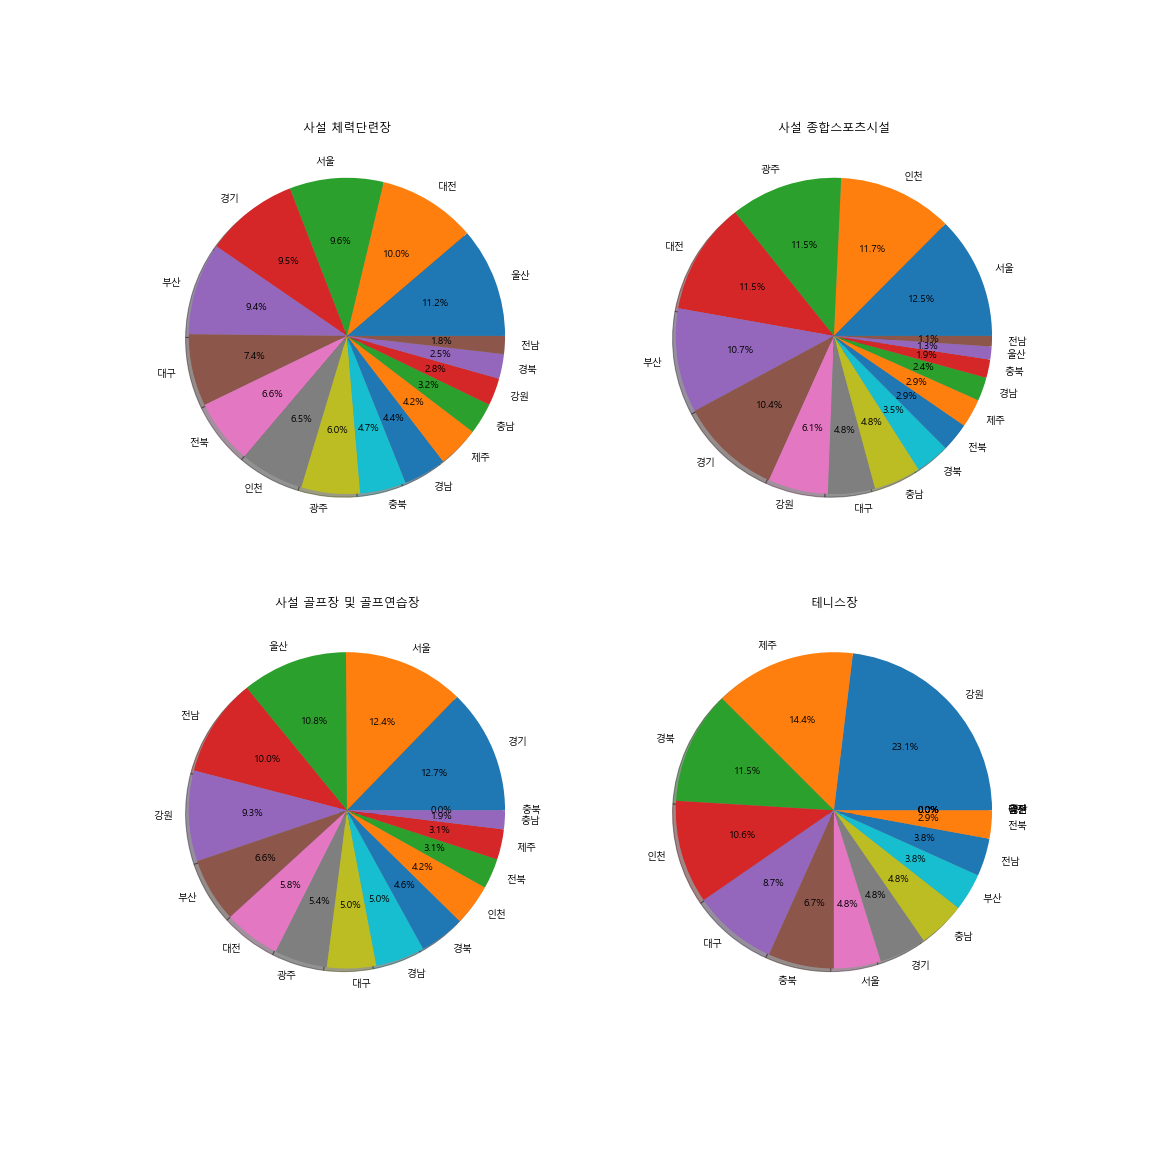 사설 체력단련장
울산 11.2%
대전 10.0%
서울 9.6%
경기 9.5%
부산 9.4%
대구 7.4%
전북 6.6%
인천 6.5%
광주 6.0%
충북 4.7%
경남 4.4%
제주 4.2%
충남 3.2%
강원 2.8%
경북 2.5%
전남 1.8%
사설 종합스포츠시설
서울 12.5%
인천 11.7%
광주 11.5%
대전 11.5%
부산 10.7%
경기 10.4%
강원 6.1%
대구 4.8%
충남 4.8%
경북 3.5%
전북 2.9%
제주 2.9%
경남 2.4%
충북 1.9%
울산 1.3%
전남 1.1%
사설 골프장 및 골프연습장
경기 12.7%
서울 12.4%
울산 10.8%
전남 10.0%
강원 9.3%
부산 6.6%
대전 5.8%
광주 5.4%
대구 5.0%
경남 5.0%
경북 4.6%
인천 4.2%
전북 3.1%
제주 3.1%
충남 1.9%
충북 0.0%
테니스장
강원 23.1%
제주 14.4%
경북 11.5%
인천 10.6%
대구 8.7%
충북 6.7%
서울 4.8%
경기 4.8%
충남 4.8%
부산 3.8%
전남 3.8%
전북 2.9%
0.0%